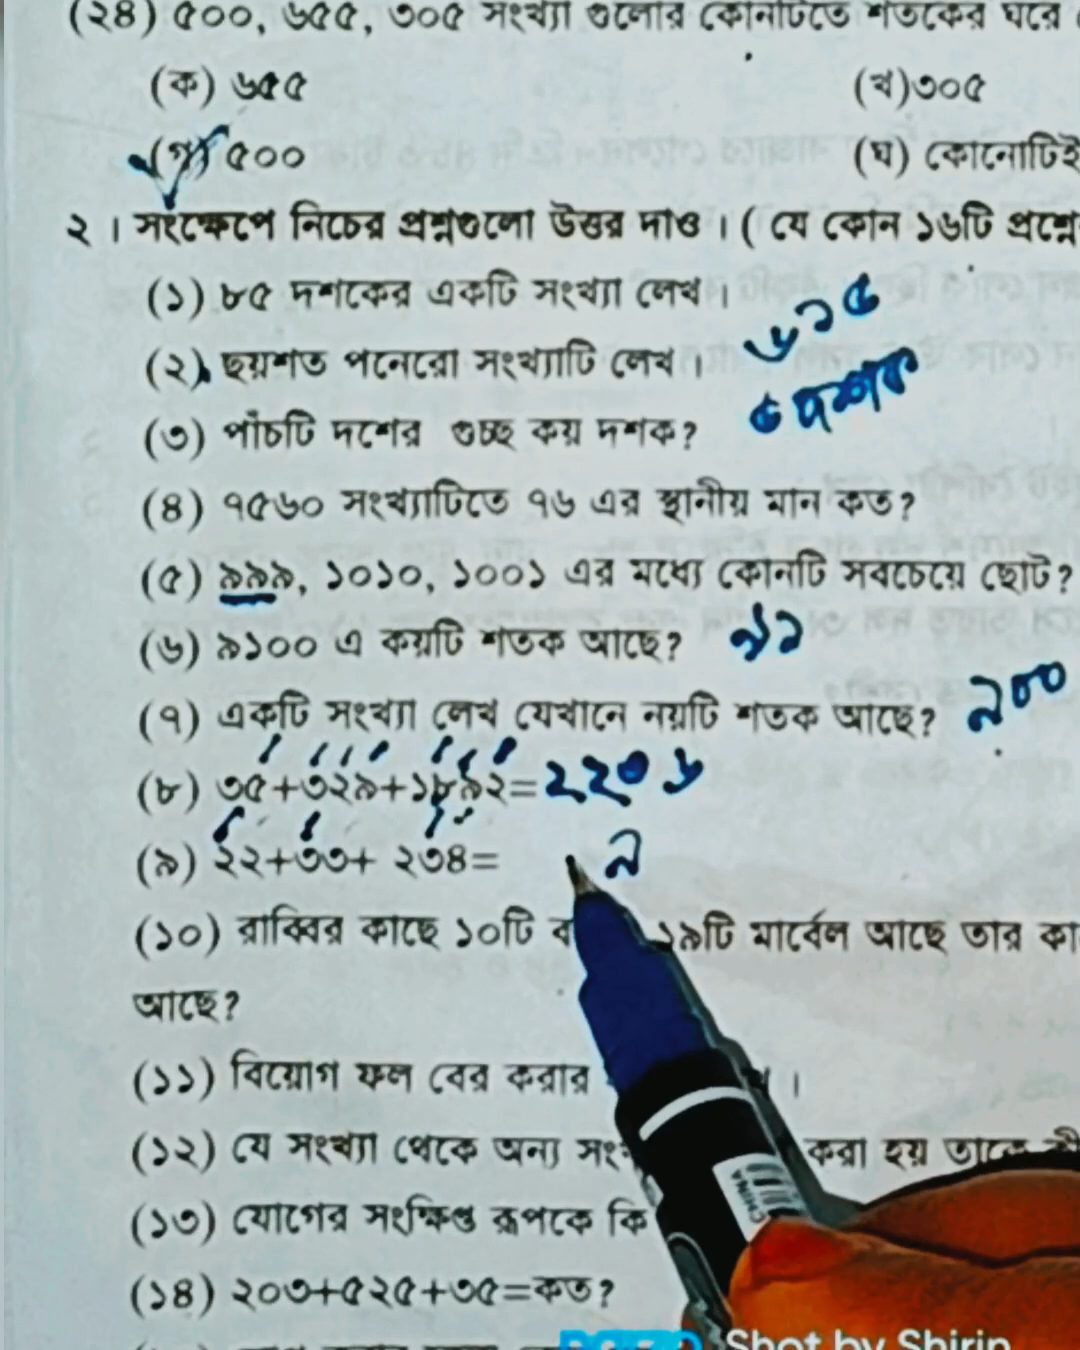 (২৪) ৫০০, ৬৫৫, ৩০৫ সংখ্যা গুলোর কোনটিতে শতকের ঘরে
(ক) ৬৫৫ (খ)৩০৫
(গ) ৫০০ (ঘ) কোনোটিই
২। সংক্ষেপে নিচের প্রশ্নগুলো উত্তর দাও। ( যে কোন ১৬টি প্রশ্নে
(১) ৮৫ দশকের একটি সংখ্যা লেখ।
(২) ছয়শত পনেরো সংখ্যাটি লেখ। ৬১৫
(৩) পাঁচটি দশের গুচ্ছ কয় দশক? দশক
(৪) ৭৫৬০ সংখ্যাটিতে ৭৬ এর স্থানীয় মান কত?
(৫) ৯৯৯, ১০১০, ১০০১ এর মধ্যে কোনটি সবচেয়ে ছোট?
(৬) ৯১০০ এ কয়টি শতক আছে? ৯১
(৭) একটি সংখ্যা লেখ যেখানে নয়টি শতক আছে? ৯০০
(৮) ৩৫+৩২৯+১৮৪২=২২০৬
(৯) ২২+৩৩+ ২৩৪=
(১০) রাব্বির কাছে ১০টি ১৯টি মার্বেল আছে তার কা
আছে?
(১১) বিয়োগ ফল বের করার ।
(১২) যে সংখ্যা থেকে অন্য করা হয় তাকে কী
(১৩) যোগের সংক্ষিপ্ত রূপকে কি
(১৪) ২০৩+৫২৫+৩৫=কত?
Shot by Shirin